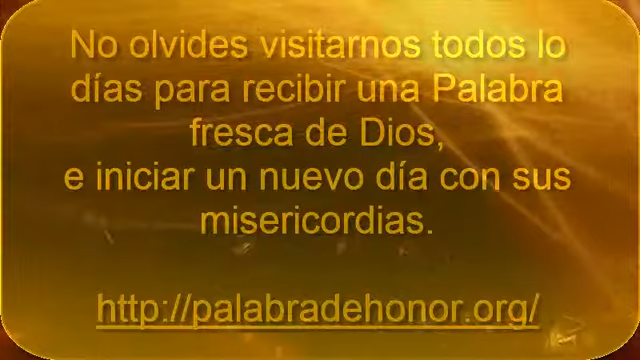 No olvides visitarnos todos lo
días para recibir una Palabra
fresca de Dios,
e iniciar un nuevo día con sus
misericordias.
http://palabradehonor.org/